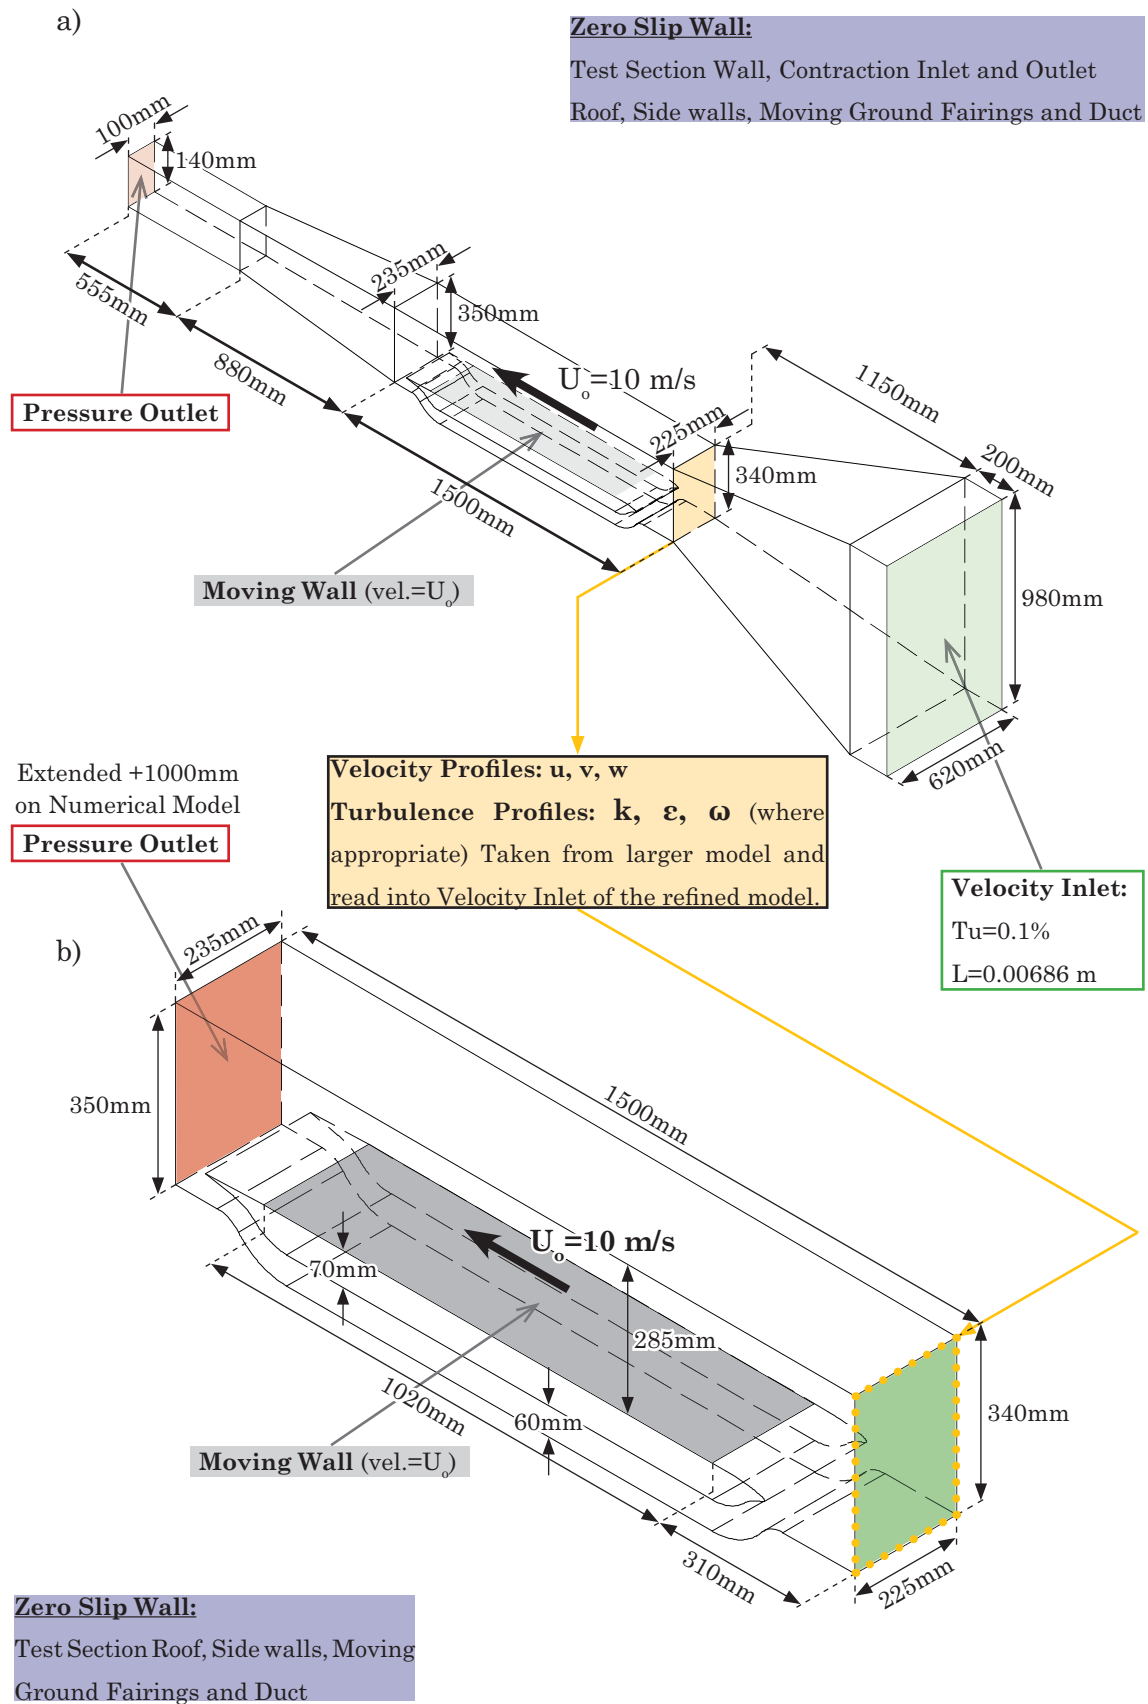 a)
Zero Slip Wall:
Test Section Wall, Contraction Inlet and Outlet
Roof, Side walls, Moving Ground Fairings and Duct
100mm
140mm
235mm
350mm
555mm
880mm
1500mm
Pressure Outlet
Uo=10 m/s
225mm
340mm
1150mm
200mm
980mm
620mm
Moving Wall (vel.=Uo)
Velocity Profiles: u, v, w
Turbulence Profiles: k, ε, ω (where
appropriate) Taken from larger model and
read into Velocity Inlet of the refined model.
Velocity Inlet:
Tu=0.1%
L=0.00686 m
Extended +1000mm
on Numerical Model
Pressure Outlet
b)
235mm
350mm
1500mm
Uo=10 m/s
70mm
285mm
1020mm
60mm
340mm
Moving Wall (vel.=Uo)
310mm
225mm
Zero Slip Wall:
Test Section Roof, Side walls, Moving
Ground Fairings and Duct